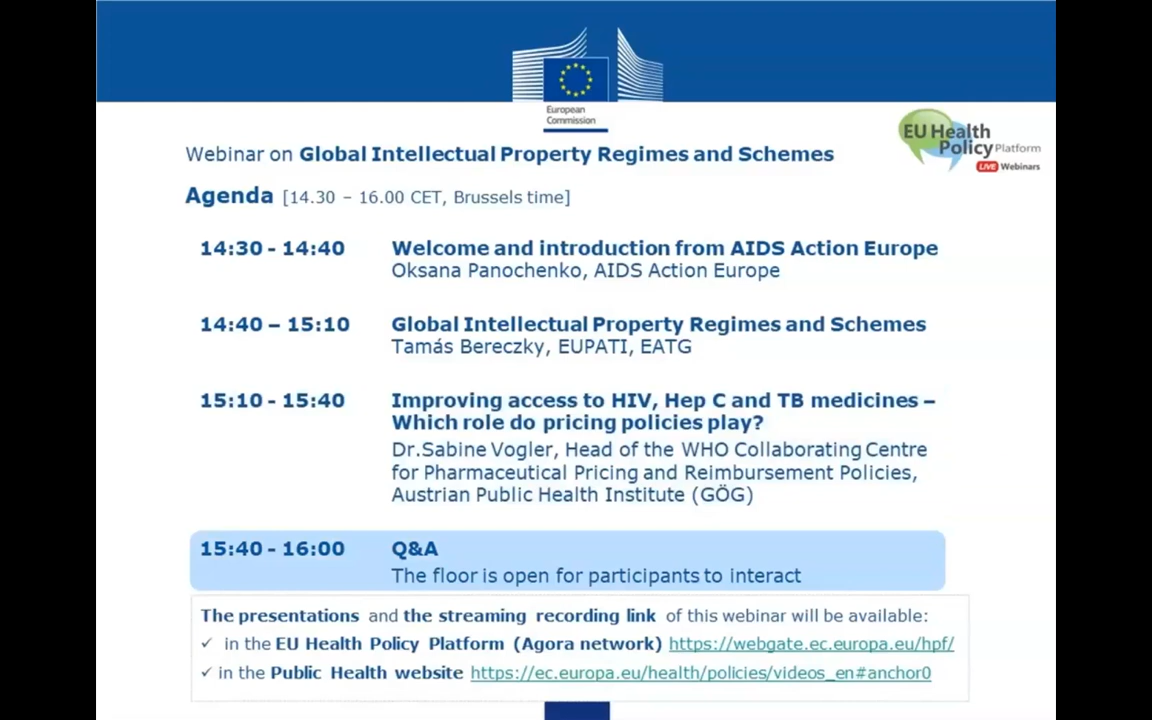 European
Commission
EU Health
Policy Platform
LIVE Webinars
Webinar on Global Intellectual Property Regimes and Schemes
Agenda [14.30 – 16.00 CET, Brussels time]
14:30 - 14:40 Welcome and introduction from AIDS Action Europe
Oksana Panochenko, AIDS Action Europe
14:40 – 15:10 Global Intellectual Property Regimes and Schemes
Tamás Bereczky, EUPATI, EATG
15:10 - 15:40 Improving access to HIV, Hep C and TB medicines –
Which role do pricing policies play?
Dr.Sabine Vogler, Head of the WHO Collaborating Centre
for Pharmaceutical Pricing and Reimbursement Policies,
Austrian Public Health Institute (GÖG)
15:40 - 16:00 Q&A
The floor is open for participants to interact
The presentations and the streaming recording link of this webinar will be available:
✓ in the EU Health Policy Platform (Agora network) https://webgate.ec.europa.eu/hpf/
✓ in the Public Health website https://ec.europa.eu/health/policies/videos_en#anchor0